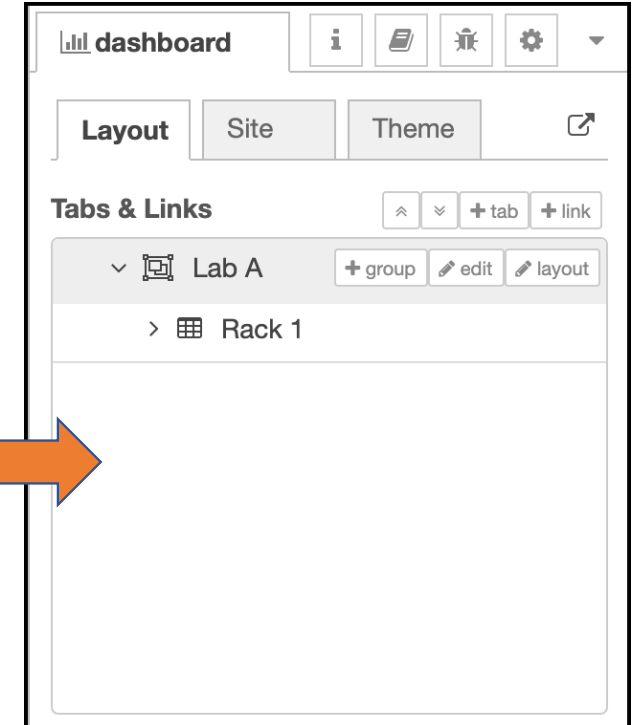 dashboard i
Layout Site Theme
Tabs & Links + tab + link
Lab A + group edit layout
Rack 1